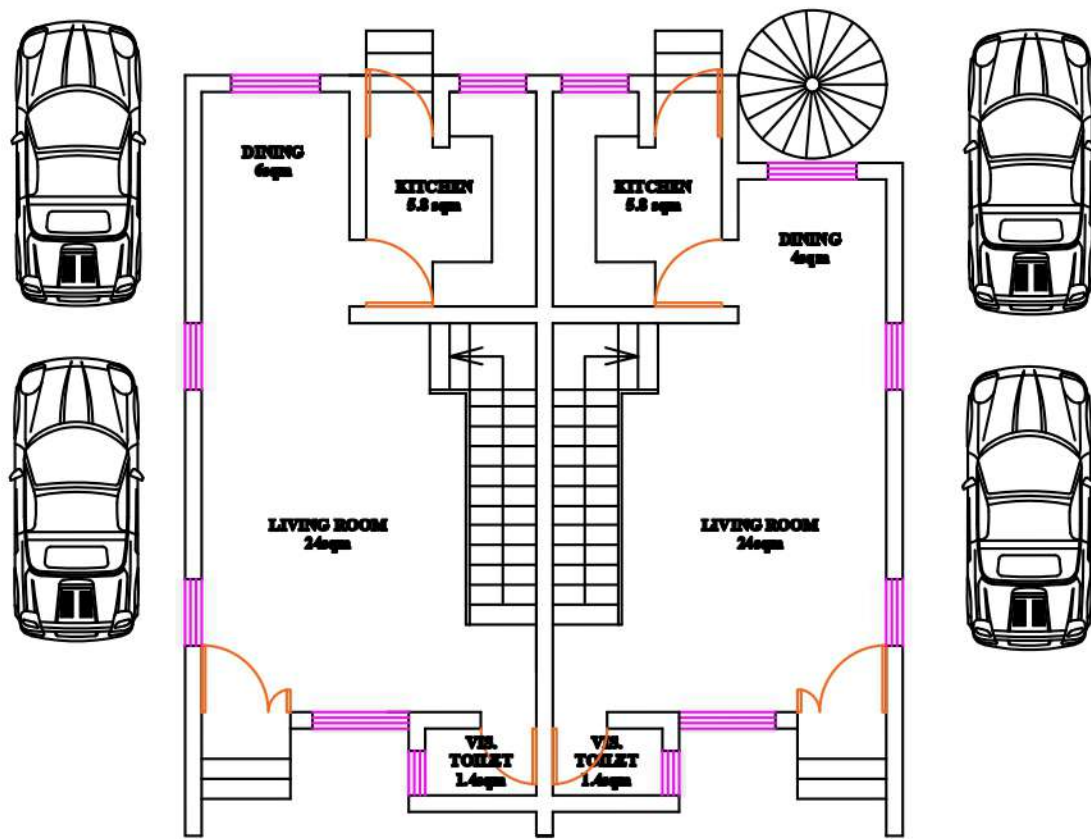 DINING
6sqm
KITCHEN
5.8 sqm
KITCHEN
5.8 sqm
DINING
4sqm
LIVING ROOM
24sqm
LIVING ROOM
24sqm
VIS.
TOILET
1.4sqm
VIS.
TOILET
1.4sqm